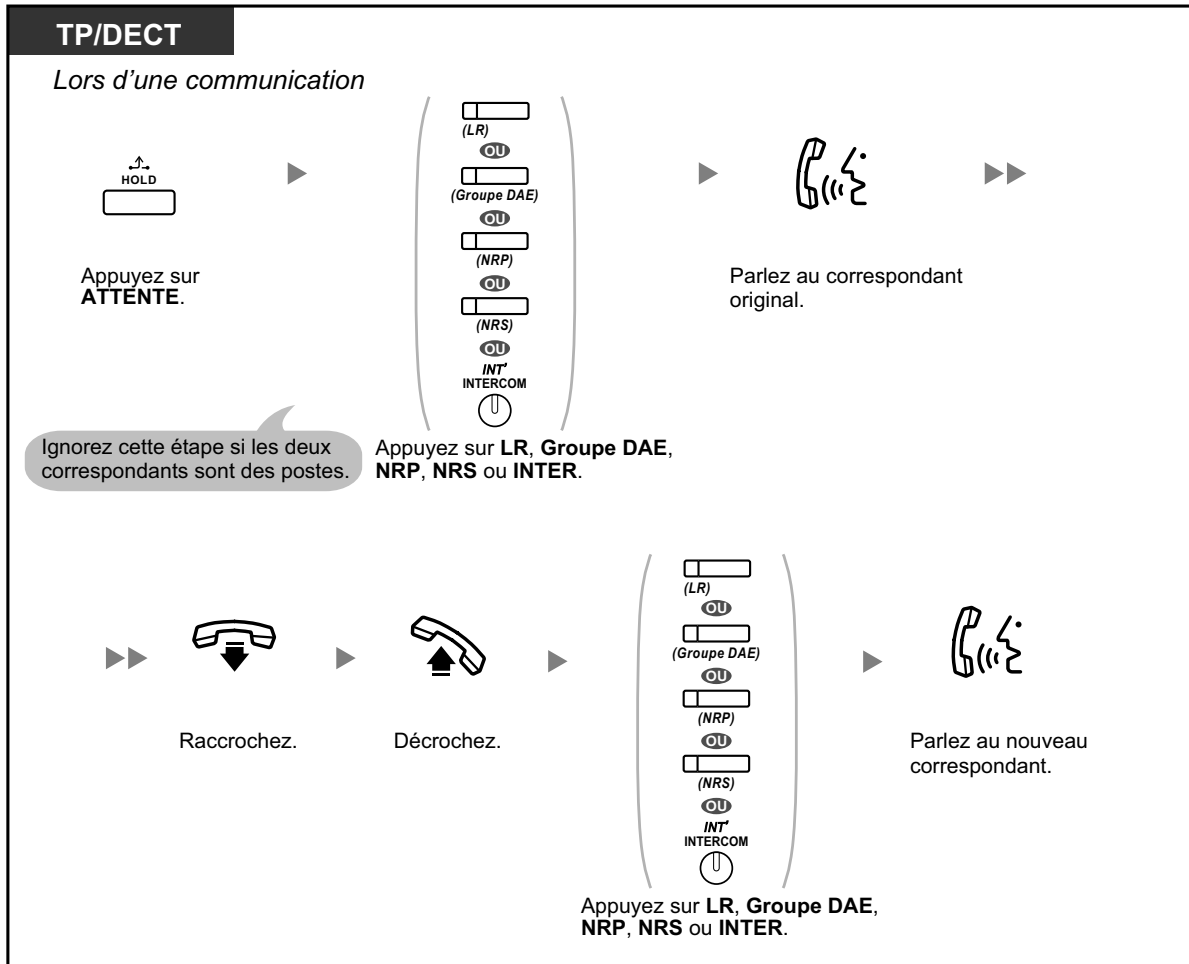 TP/DECT
Lors d’une communication
HOLD
Appuyez sur
ATTENTE.
Ignorez cette étape si les deux
correspondants sont des postes.
(LR)
OU
(Groupe DAE)
OU
(NRP)
OU
(NRS)
OU
INT'
INTERCOM
Appuyez sur LR, Groupe DAE,
NRP, NRS ou INTER.
Parlez au correspondant
original.
Raccrochez.
Décrochez.
(LR)
OU
(Groupe DAE)
OU
(NRP)
OU
(NRS)
OU
INT'
INTERCOM
Appuyez sur LR, Groupe DAE,
NRP, NRS ou INTER.
Parlez au nouveau
correspondant.